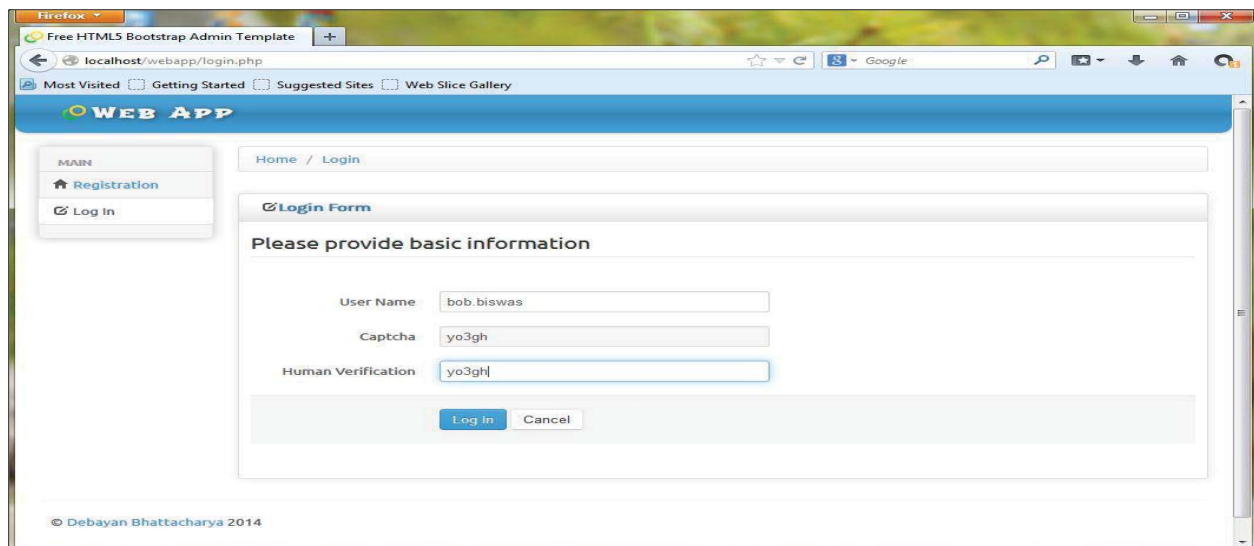 Firefox
Free HTML5 Bootstrap Admin Template
localhost/webapp/login.php
Google
Most Visited Getting Started Suggested Sites Web Slice Gallery
WEB APP
MAIN
Registration
Log In
Home / Login
Login Form
Please provide basic information
User Name bob.biswas
Captcha yo3gh
Human Verification yo3gh
Log In Cancel
© Debayan Bhattacharya 2014